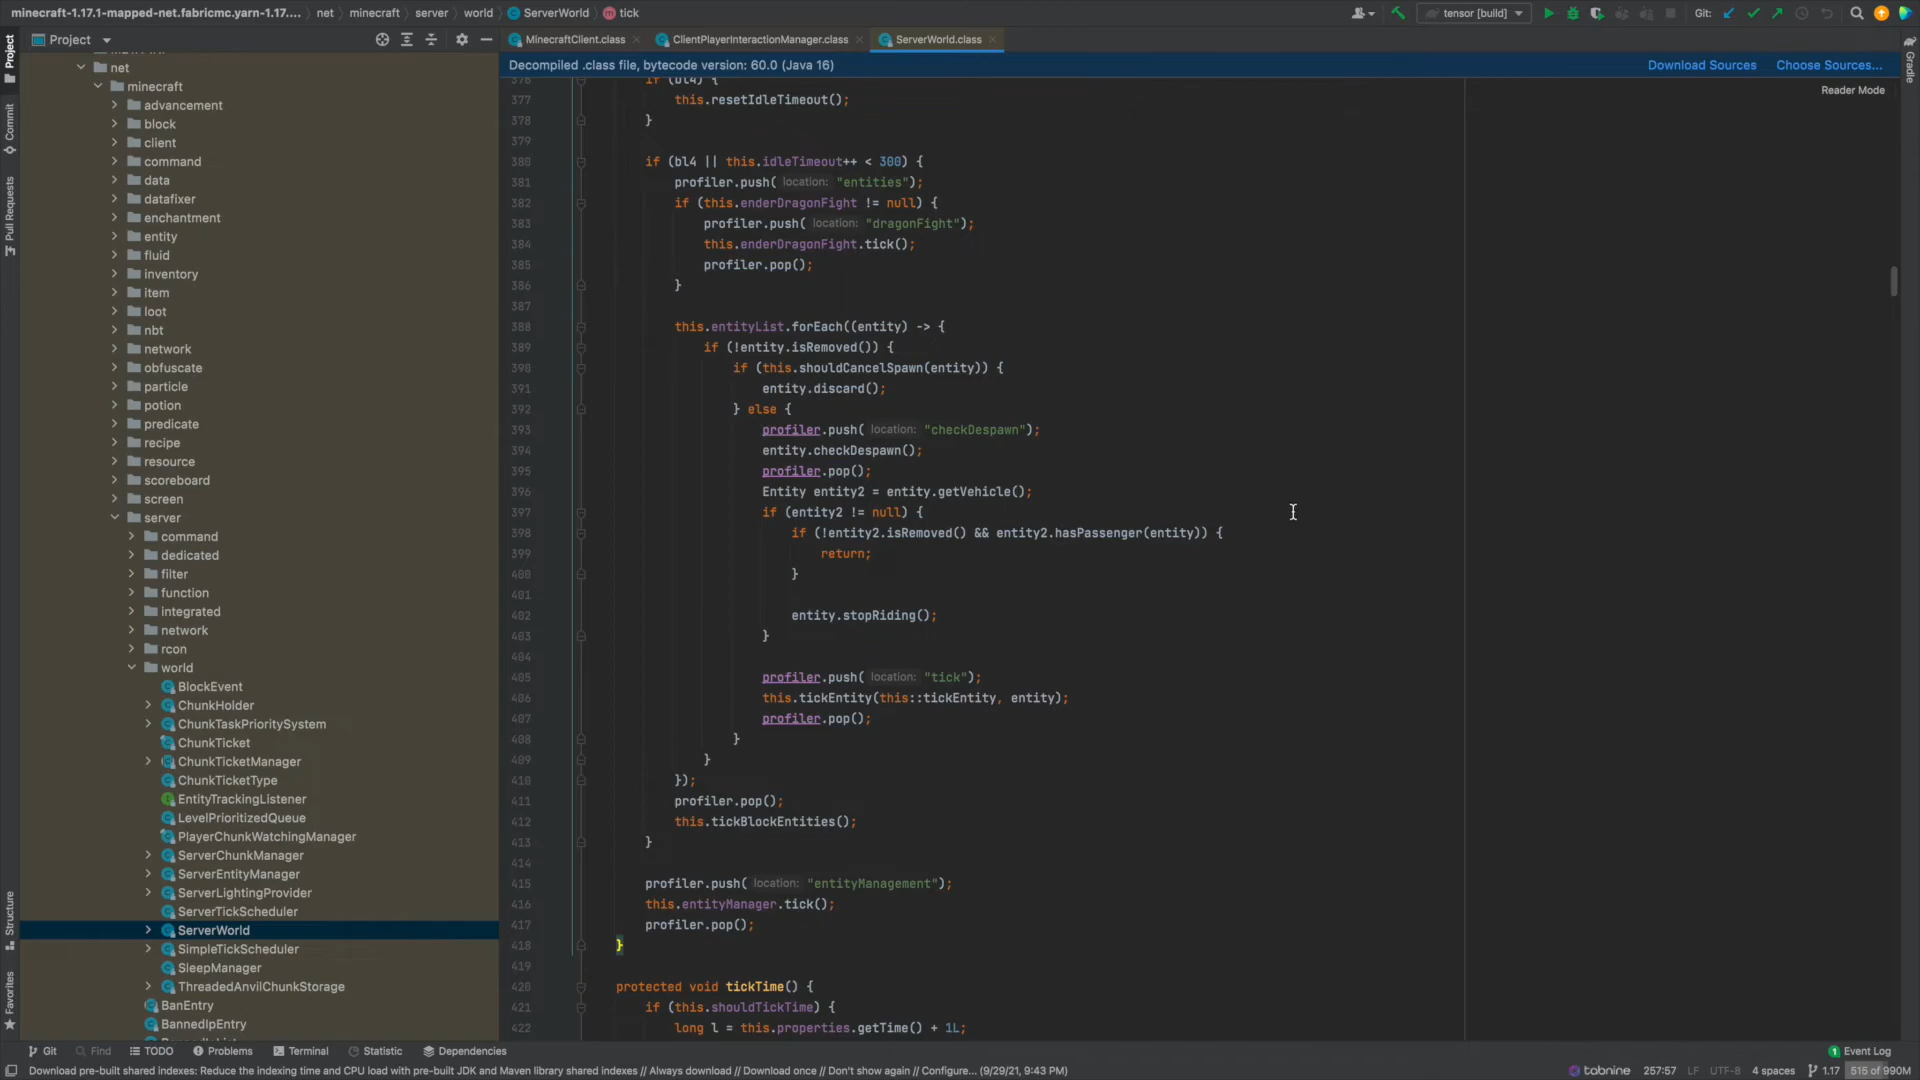 minecraft-1.17.1-mapped-net.fabricmc.yarn-1.17.... net minecraft server world ServerWorld tick
tensor [build] Git:
Project MinecraftClient.class ClientPlayerInteractionManager.class ServerWorld.class
Decompiled .class file, bytecode version: 60.0 (Java 16) Download Sources Choose Sources...
Reader Mode
Project
Commit
Pull Requests
Structure
Favorites
Gradle
net
minecraft
advancement
block
client
command
data
datafixer
enchantment
entity
fluid
inventory
item
loot
nbt
network
obfuscate
particle
potion
predicate
recipe
resource
scoreboard
screen
server
command
dedicated
filter
function
integrated
network
rcon
world
BlockEvent
ChunkHolder
ChunkTaskPrioritySystem
ChunkTicket
ChunkTicketManager
ChunkTicketType
EntityTrackingListener
LevelPrioritizedQueue
PlayerChunkWatchingManager
ServerChunkManager
ServerEntityManager
ServerLightingProvider
ServerTickScheduler
ServerWorld
SimpleTickScheduler
SleepManager
ThreadedAnvilChunkStorage
BanEntry
BannedIpEntry
376 if (bl4) {
377 this.resetIdleTimeout();
378 }
379
380 if (bl4 || this.idleTimeout++ < 300) {
381 profiler.push( location: "entities");
382 if (this.enderDragonFight != null) {
383 profiler.push( location: "dragonFight");
384 this.enderDragonFight.tick();
385 profiler.pop();
386 }
387
388 this.entityList.forEach((entity) -> {
389 if (!entity.isRemoved()) {
390 if (this.shouldCancelSpawn(entity)) {
391 entity.discard();
392 } else {
393 profiler.push( location: "checkDespawn");
394 entity.checkDespawn();
395 profiler.pop();
396 Entity entity2 = entity.getVehicle();
397 if (entity2 != null) {
398 if (!entity2.isRemoved() && entity2.hasPassenger(entity)) {
399 return;
400 }
401
402 entity.stopRiding();
403 }
404
405 profiler.push( location: "tick");
406 this.tickEntity(this::tickEntity, entity);
407 profiler.pop();
408 }
409 }
410 });
411 profiler.pop();
412 this.tickBlockEntities();
413 }
414
415 profiler.push( location: "entityManagement");
416 this.entityManager.tick();
417 profiler.pop();
418 }
419
420 protected void tickTime() {
421 if (this.shouldTickTime) {
422 long l = this.properties.getTime() + 1L;
Git Find TODO Problems Terminal Statistic Dependencies 1 Event Log
Download pre-built shared indexes: Reduce the indexing time and CPU load with pre-built JDK and Maven library shared indexes // Always download // Download once // Don't show again // Configure... (9/29/21, 9:43 PM) tabnine 257:57 LF UTF-8 4 spaces 1.17 515 of 990M